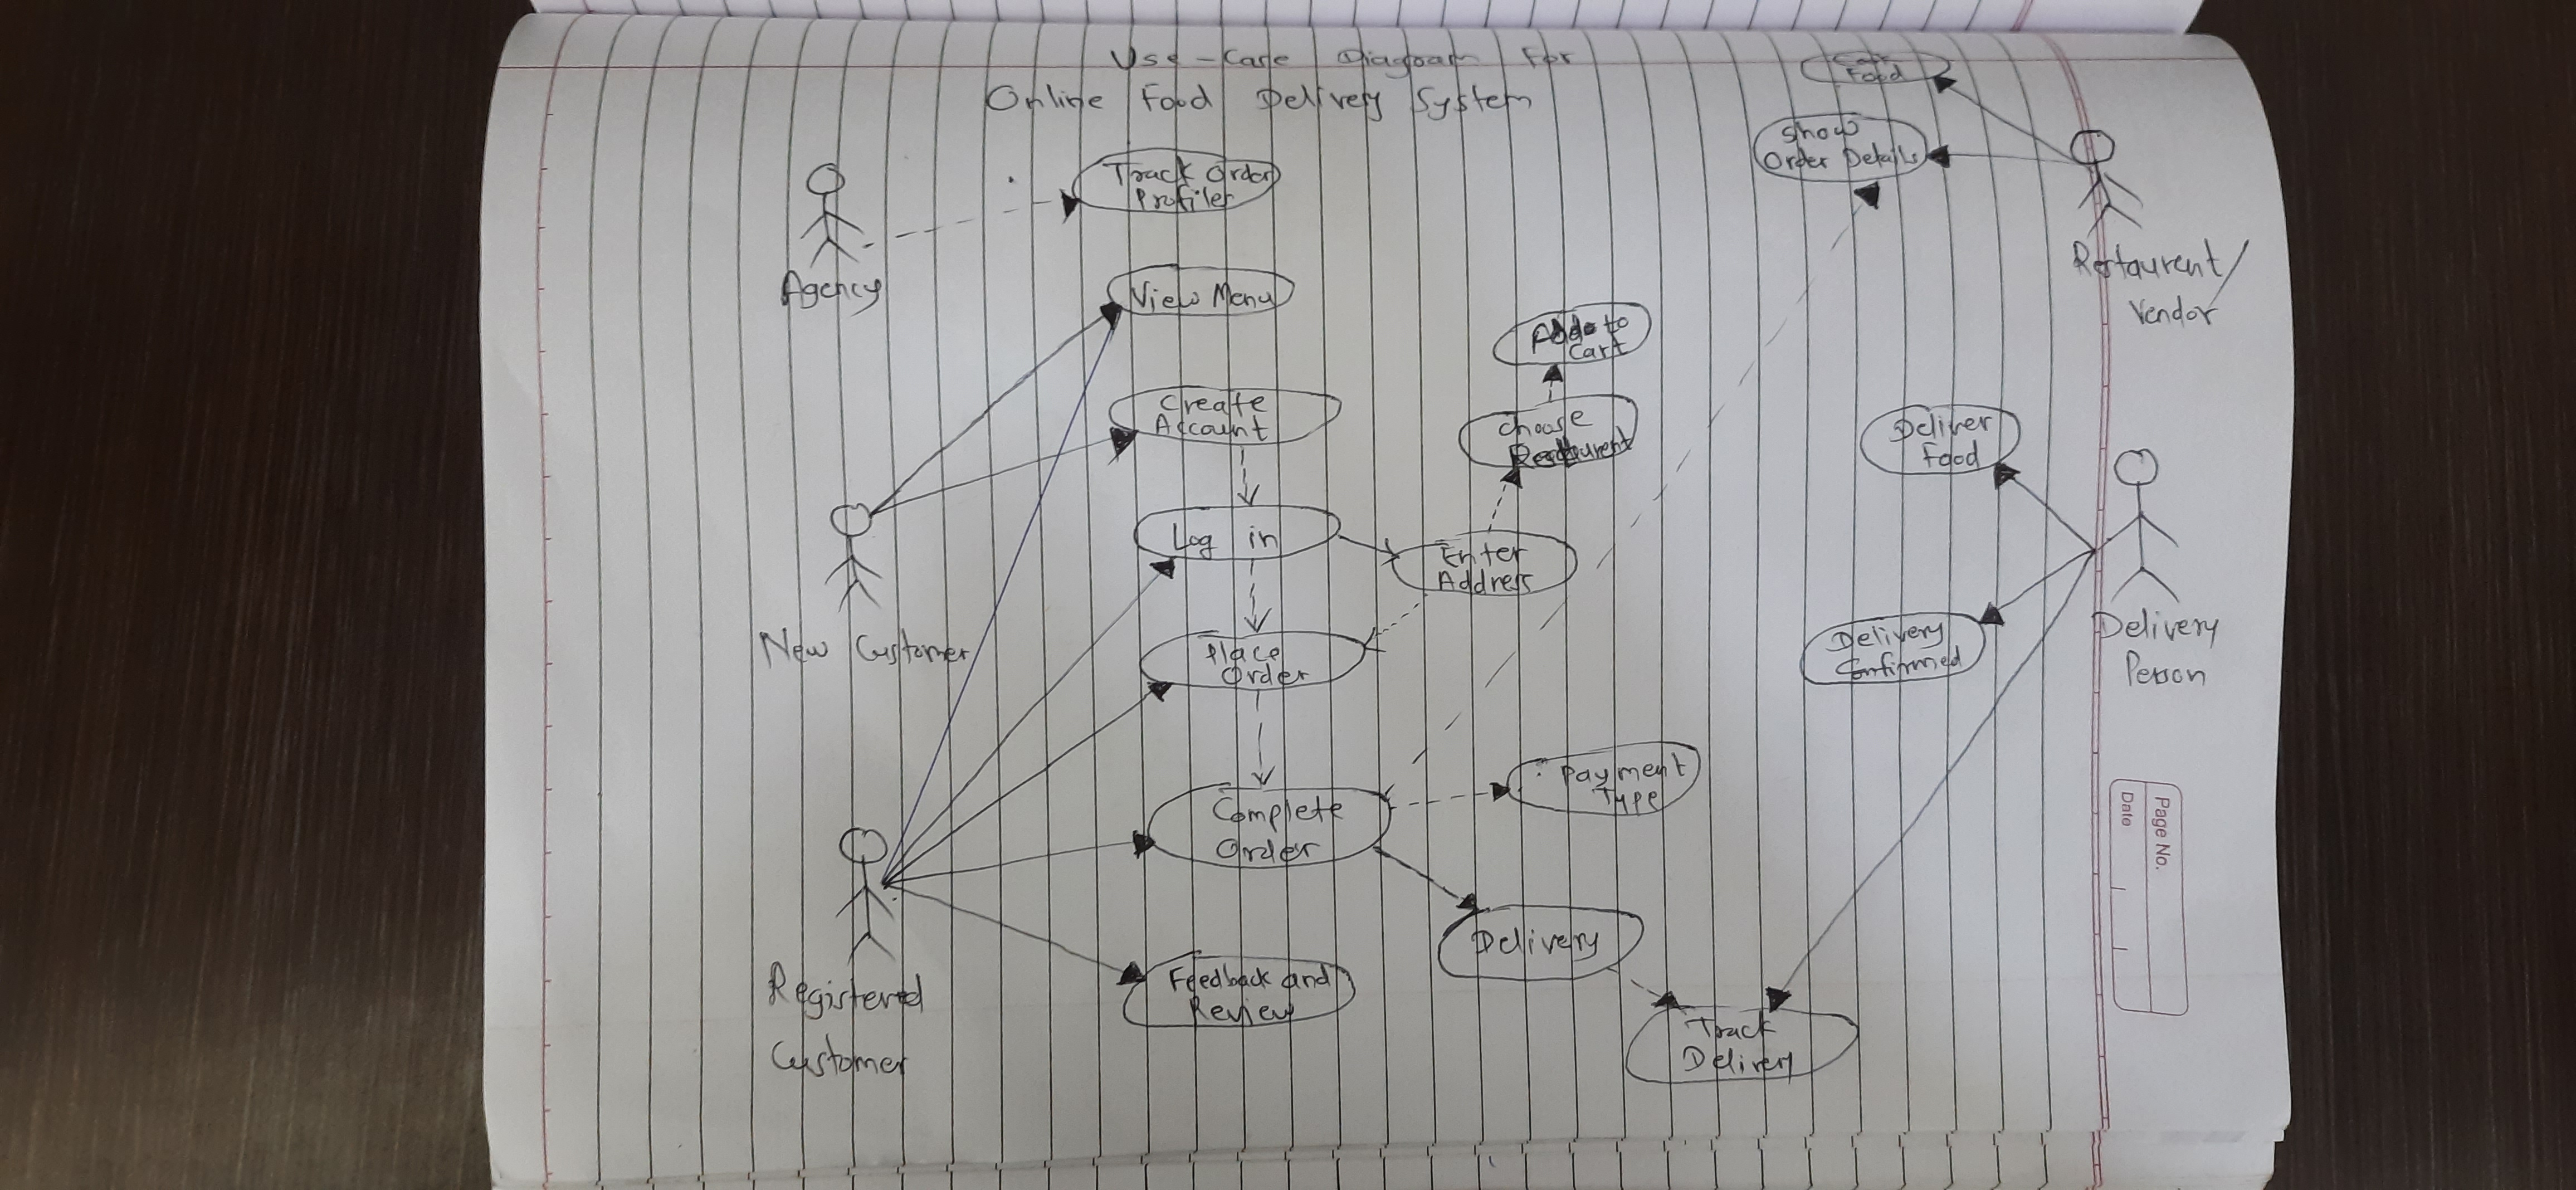 Use-Case Diagram For
Online Food Delivery System
Agency
Track Order
Profiler
View Menu
New Customer
Create
Account
Log in
Place
Order
Registered
Customer
Complete
Order
Feedback and
Review
Add to
Cart
Choose
Restaurent
Enter
Address
Payment
Type
Delivery
Track
Delivery
Food
Show
Order Details
Restaurent/
Vendor
Deliver
Food
Delivery
Confirmed
Delivery
Person
Page No.
Date